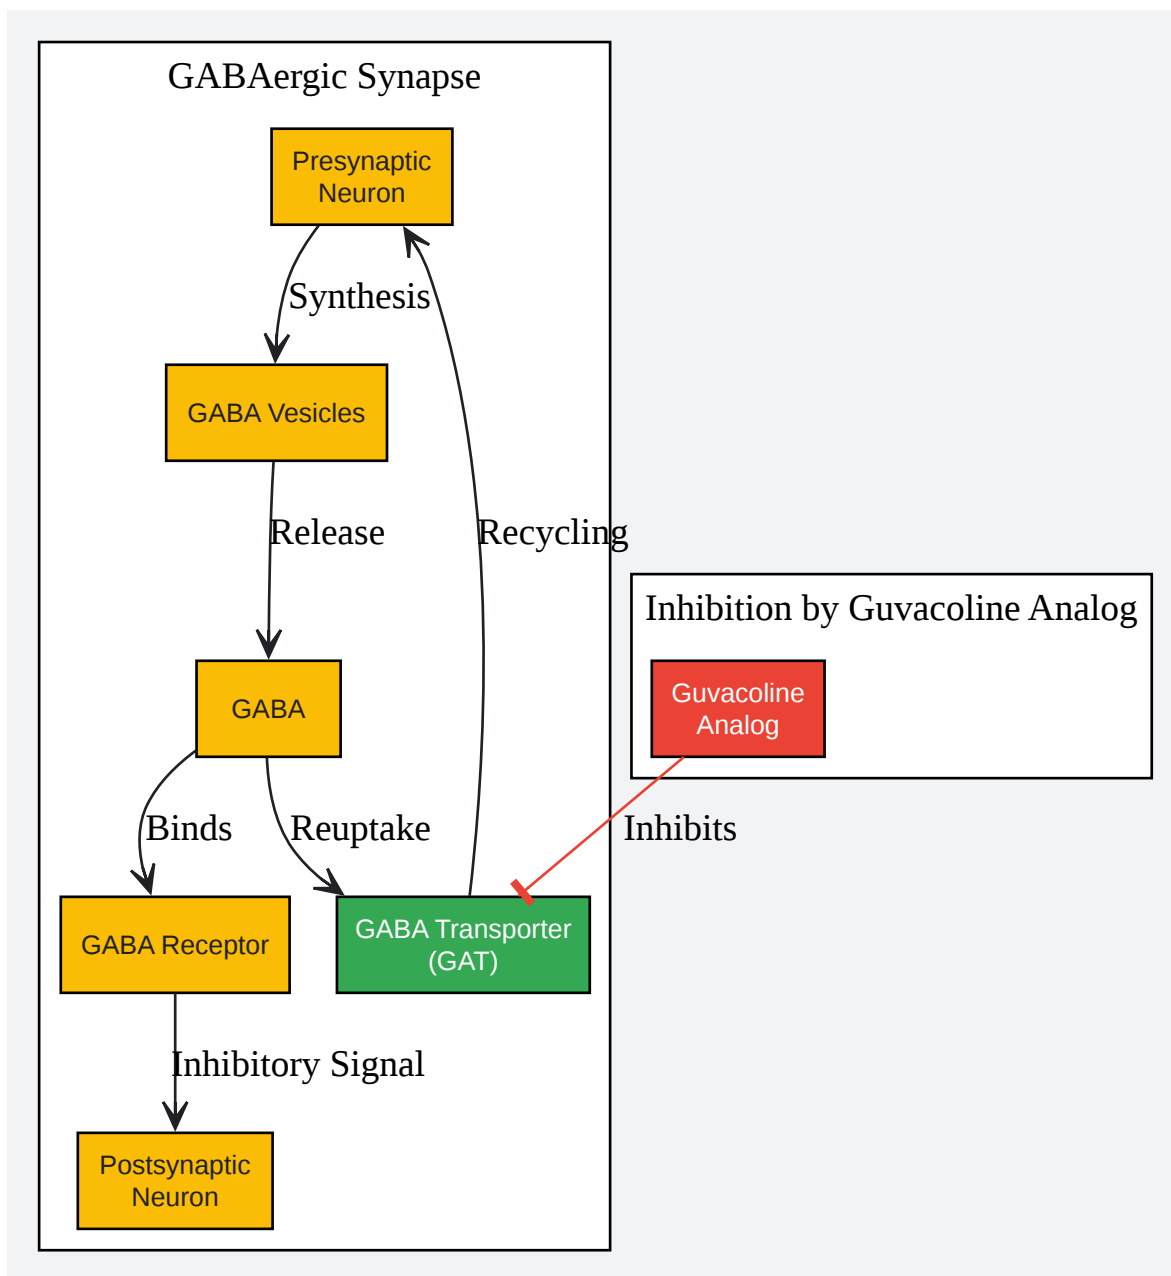 GABAergic Synapse
Presynaptic
Neuron
Synthesis
GABA Vesicles
Release
Recycling
Inhibition by Guvacoline Analog
GABA
Guvacoline
Analog
Binds
Reuptake
Inhibits
GABA Receptor
GABA Transporter
(GAT)
Inhibitory Signal
Postsynaptic
Neuron